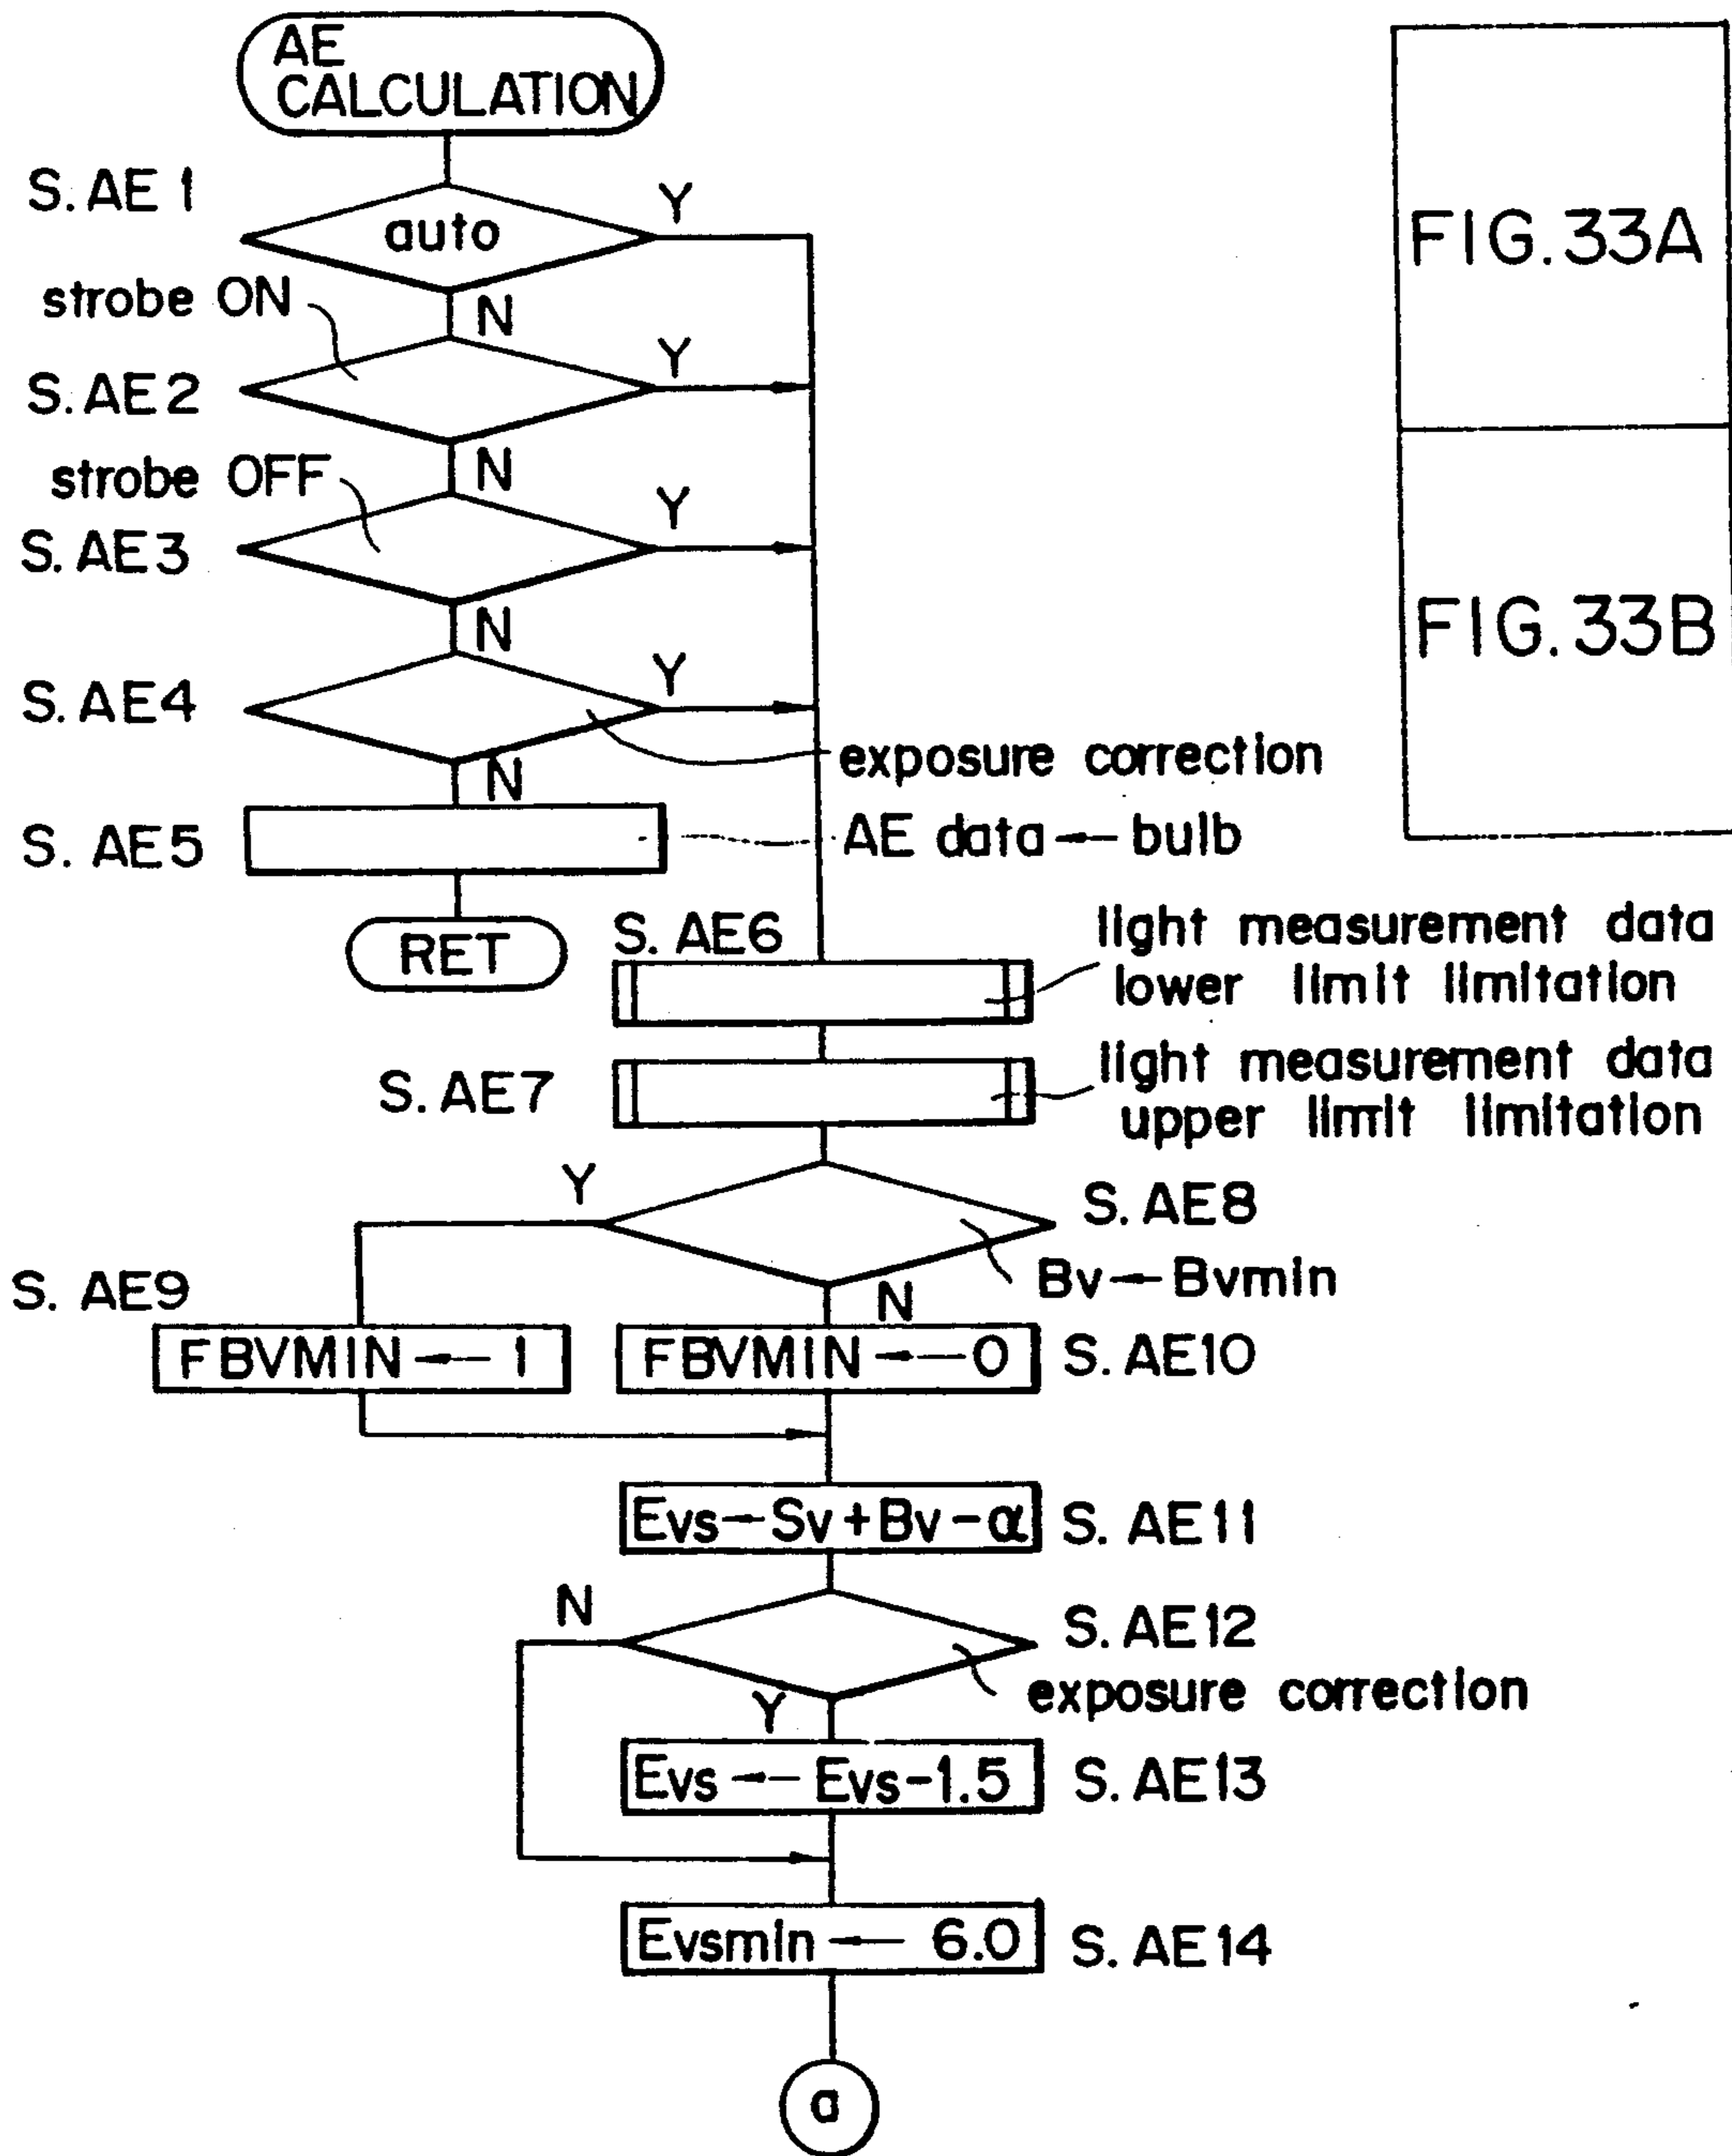 AE
CALCULATION
S. AE 1
auto
Y
N
strobe ON
S. AE2
Y
N
strobe OFF
S. AE3
Y
N
S. AE4
Y
N
exposure correction
S. AE5
AE data ← bulb
RET
S. AE6
light measurement data
lower limit limitation
S. AE7
light measurement data
upper limit limitation
Y
S. AE8
Bv ← Bvmin
N
S. AE9
FBVMIN ← 1
FBVMIN ← 0
S. AE10
Evs ← Sv + Bv - α
S. AE11
N
S. AE12
exposure correction
Y
Evs ← Evs-1.5
S. AE13
Evsmin ← 6.0
S. AE14
a
FIG. 33A
FIG. 33B